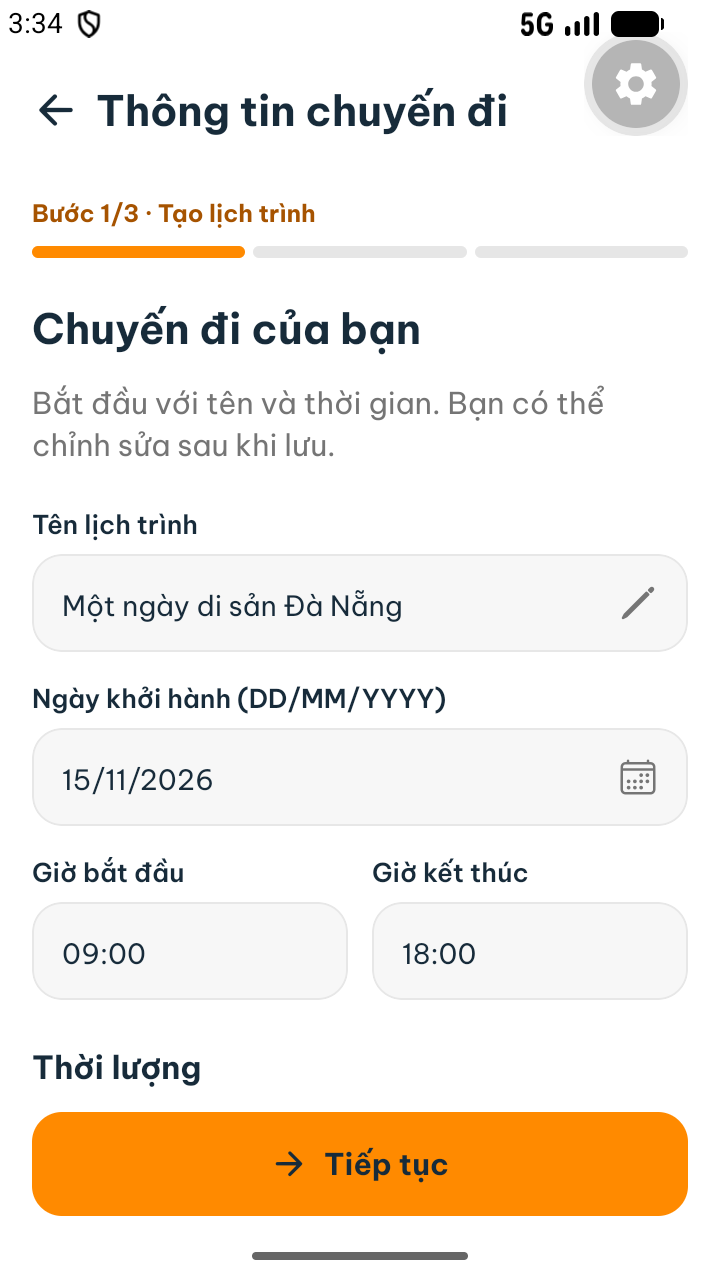 3:34 5G
Thông tin chuyến đi
Bước 1/3 · Tạo lịch trình
Chuyến đi của bạn
Bắt đầu với tên và thời gian. Bạn có thể
chỉnh sửa sau khi lưu.
Tên lịch trình
Một ngày di sản Đà Nẵng
Ngày khởi hành (DD/MM/YYYY)
15/11/2026
Giờ bắt đầu Giờ kết thúc
09:00 18:00
Thời lượng
Tiếp tục